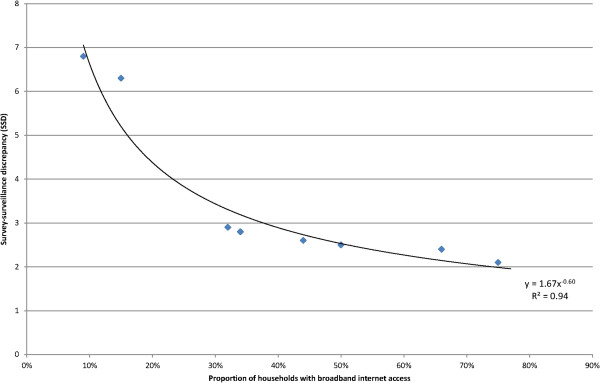 8
7
6
5
4
3
2
1
0
Survey-surveillance discrepancy (SSD)
y = 1.67x^-0.60
R² = 0.94
0% 10% 20% 30% 40% 50% 60% 70% 80% 90%
Proportion of households with broadband internet access